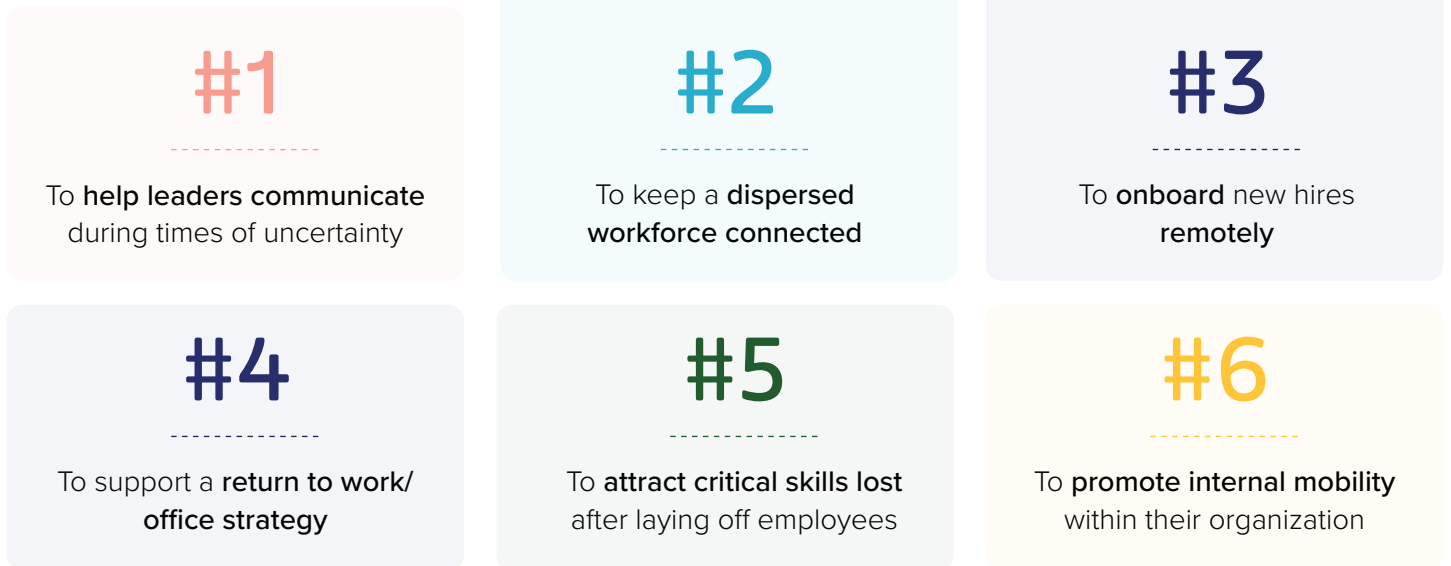 #1
To help leaders communicate
during times of uncertainty
#2
To keep a dispersed
workforce connected
#3
To onboard new hires
remotely
#4
To support a return to work/
office strategy
#5
To attract critical skills lost
after laying off employees
#6
To promote internal mobility
within their organization